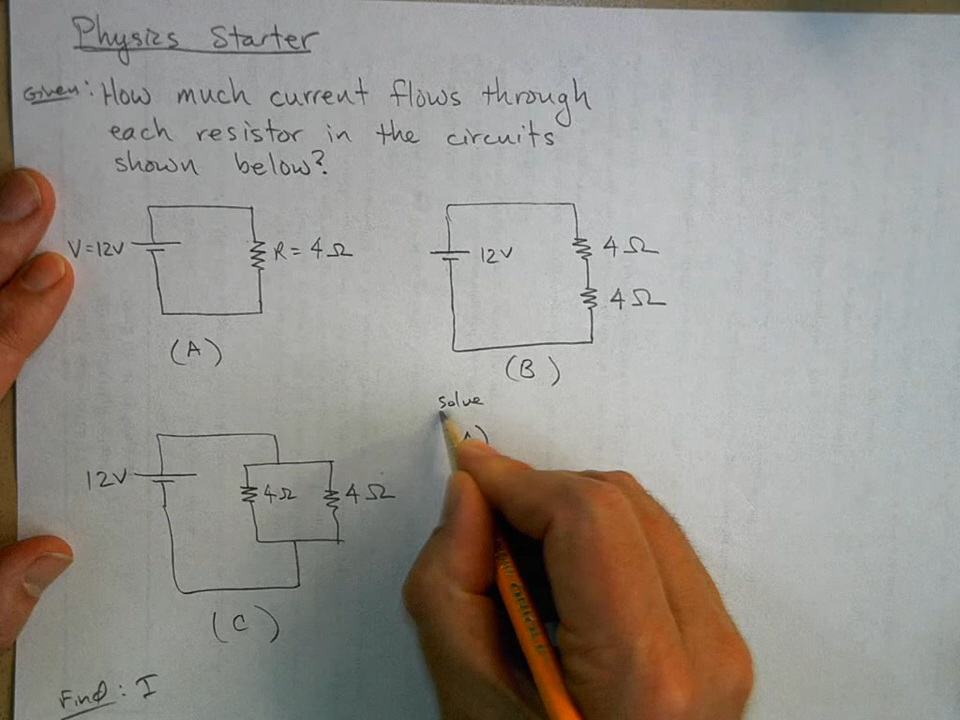 Physics Starter
Given: How much current flows through
each resistor in the circuits
shown below?
V=12V
R = 4Ω
(A)
12V
4Ω
4Ω
(B)
solve
12V
4Ω
4Ω
(C)
Find: I